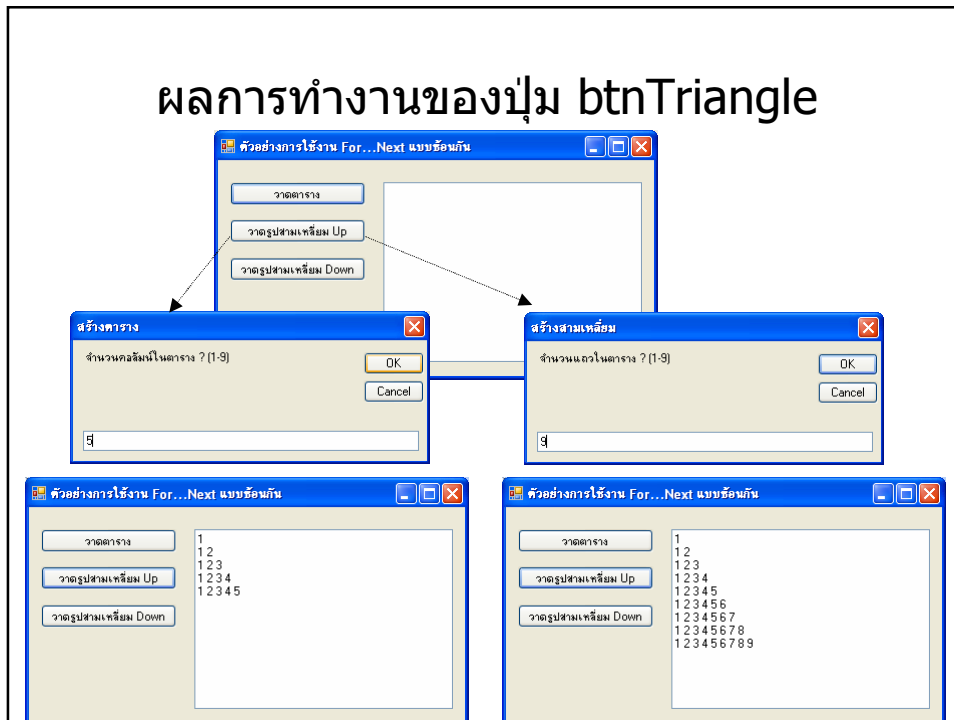 ผลการทำงานของปุ่ม btnTriangle
ตัวอย่างการใช้งาน For...Next แบบซ้อนกัน
วาดตาราง
วาดรูปสามเหลี่ยม Up
วาดรูปสามเหลี่ยม Down
สร้างตาราง
จำนวนคอลัมน์ในตาราง ? (1-9)
OK
Cancel
5
สร้างสามเหลี่ยม
จำนวนแถวในตาราง ? (1-9)
OK
Cancel
9
ตัวอย่างการใช้งาน For...Next แบบซ้อนกัน
วาดตาราง
วาดรูปสามเหลี่ยม Up
วาดรูปสามเหลี่ยม Down
1
1 2
1 2 3
1 2 3 4
1 2 3 4 5
ตัวอย่างการใช้งาน For...Next แบบซ้อนกัน
วาดตาราง
วาดรูปสามเหลี่ยม Up
วาดรูปสามเหลี่ยม Down
1
1 2
1 2 3
1 2 3 4
1 2 3 4 5
1 2 3 4 5 6
1 2 3 4 5 6 7
1 2 3 4 5 6 7 8
1 2 3 4 5 6 7 8 9